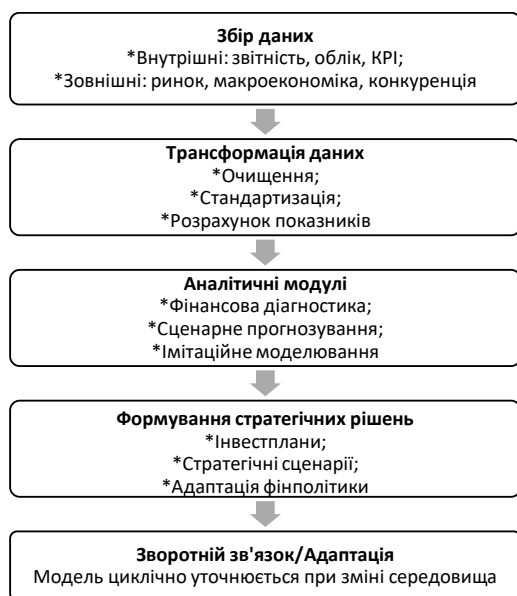 Збір даних
*Внутрішні: звітність, облік, КРІ;
*Зовнішні: ринок, макроекономіка, конкуренція
Трансформація даних
*Очищення;
*Стандартизація;
*Розрахунок показників
Аналітичні модулі
*Фінансова діагностика;
*Сценарне прогнозування;
*Імітаційне моделювання
Формування стратегічних рішень
*Інвестплани;
*Стратегічні сценарії;
*Адаптація фінполітики
Зворотній зв'язок/Адаптація
Модель циклічно уточнюється при зміні середовища